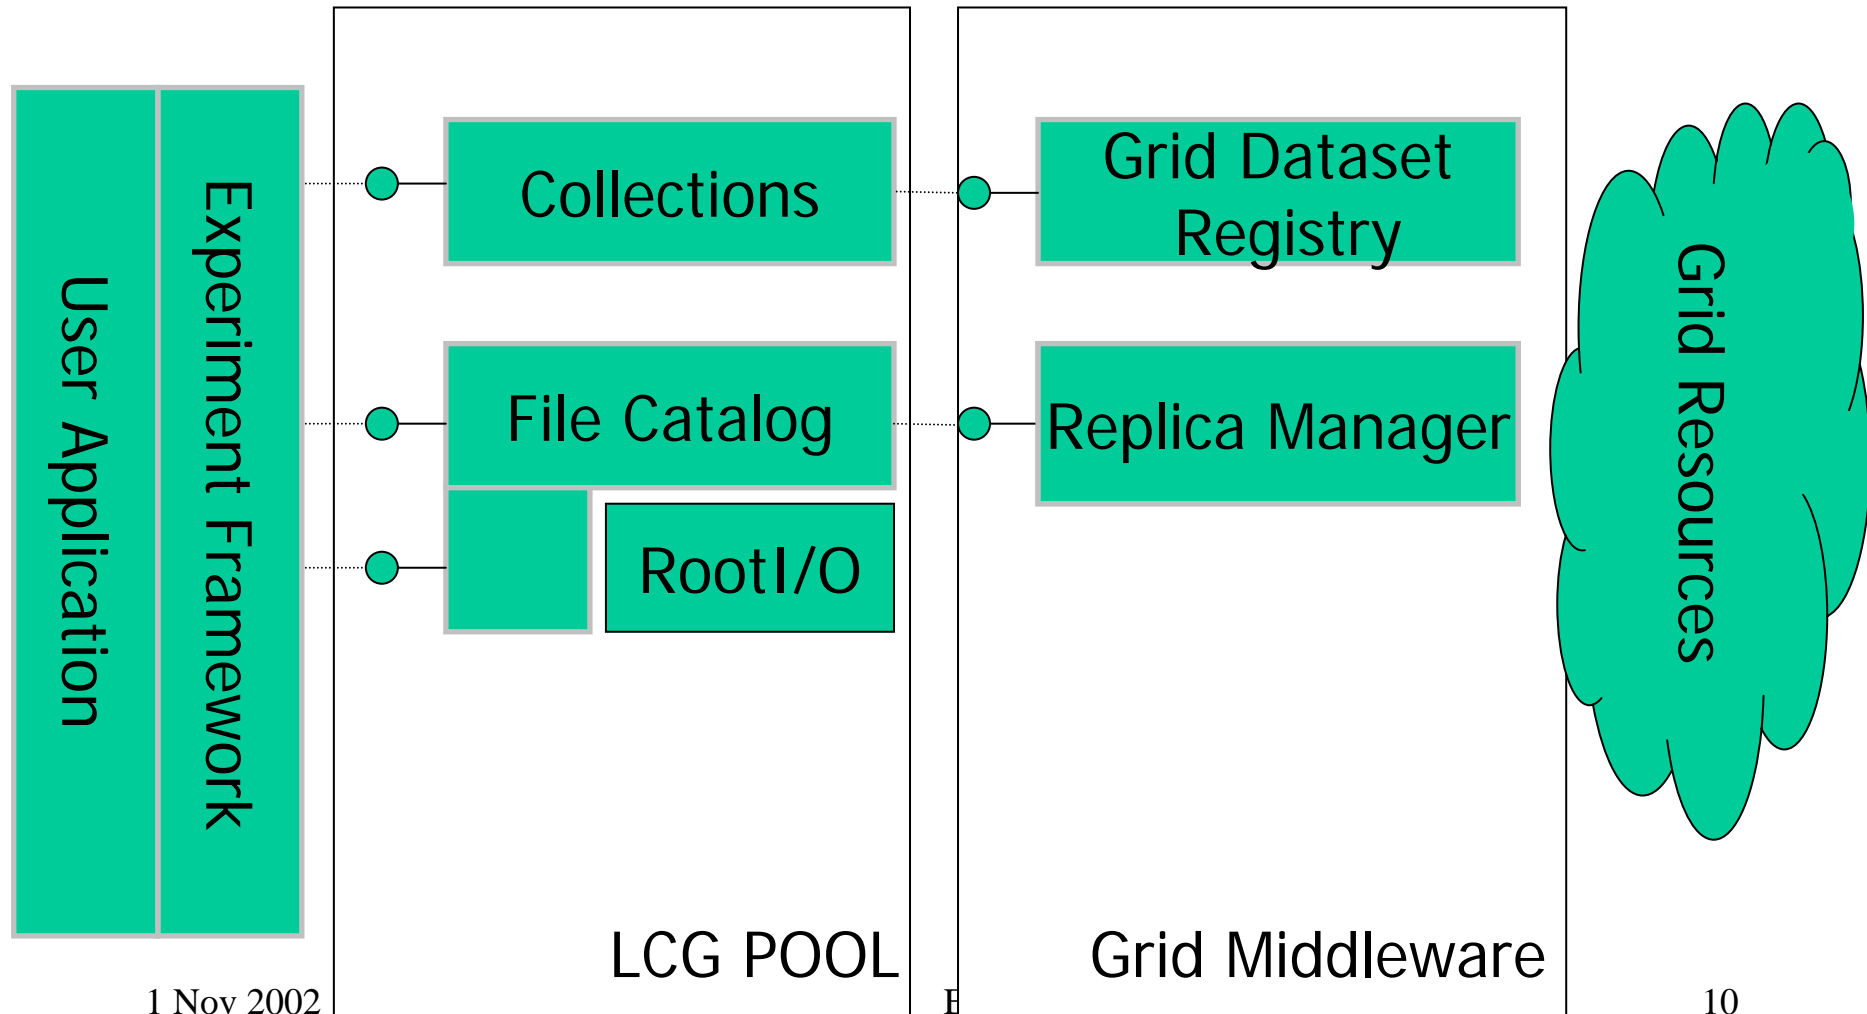 User Application
Experiment Framework
Collections
File Catalog
RootI/O
LCG POOL
Grid Dataset
Registry
Replica Manager
Grid Middleware
Grid Resources
1 Nov 2002
10